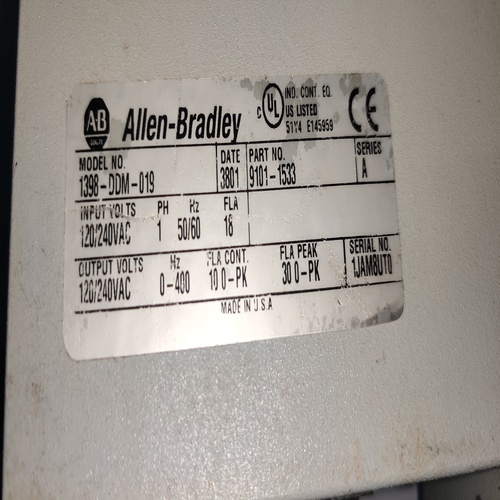 AB
Allen-Bradley
c UL
IND. CONT. EQ.
US LISTED
51Y4 E145959
CE
MODEL NO.
1398-DDM-019
DATE
3801
PART NO.
9101-1533
SERIES
A
INPUT VOLTS PH Hz FLA
120/240VAC 1 50/60 18
OUTPUT VOLTS Hz FLA CONT. FLA PEAK SERIAL NO.
120/240VAC 0-400 10 0-PK 30 0-PK 1JAM8UT0
MADE IN U.S.A